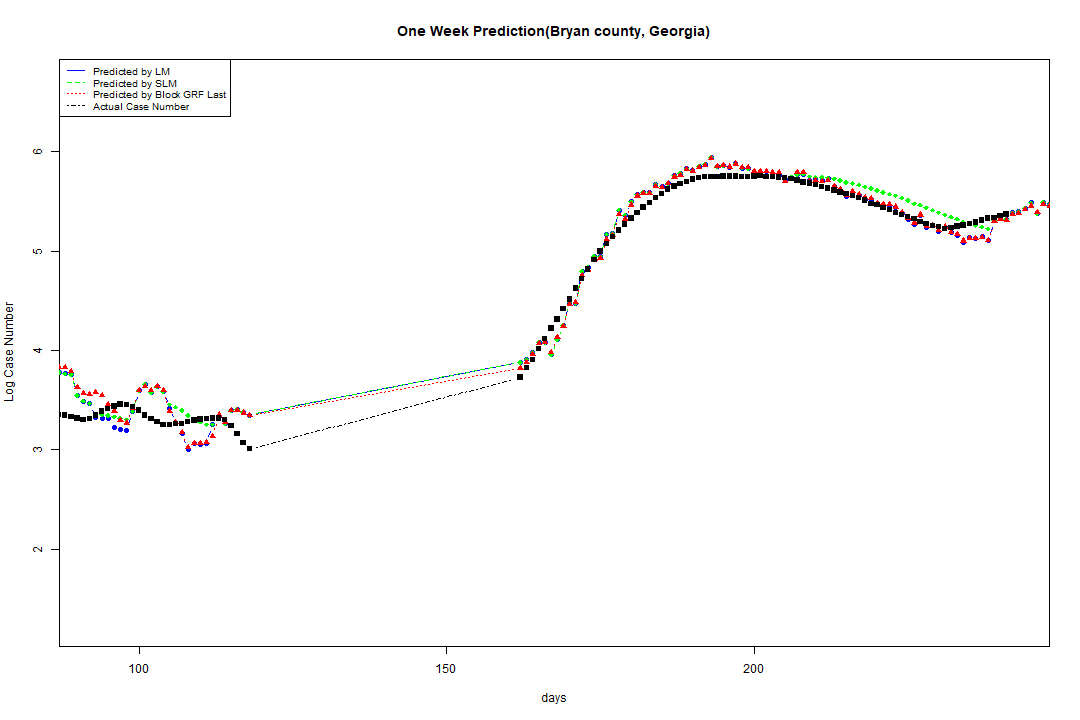 One Week Prediction(Bryan county, Georgia)
Predicted by LM
Predicted by SLM
Predicted by Block GRF Last
Actual Case Number
6
5
4
3
2
Log Case Number
100
150
200
days